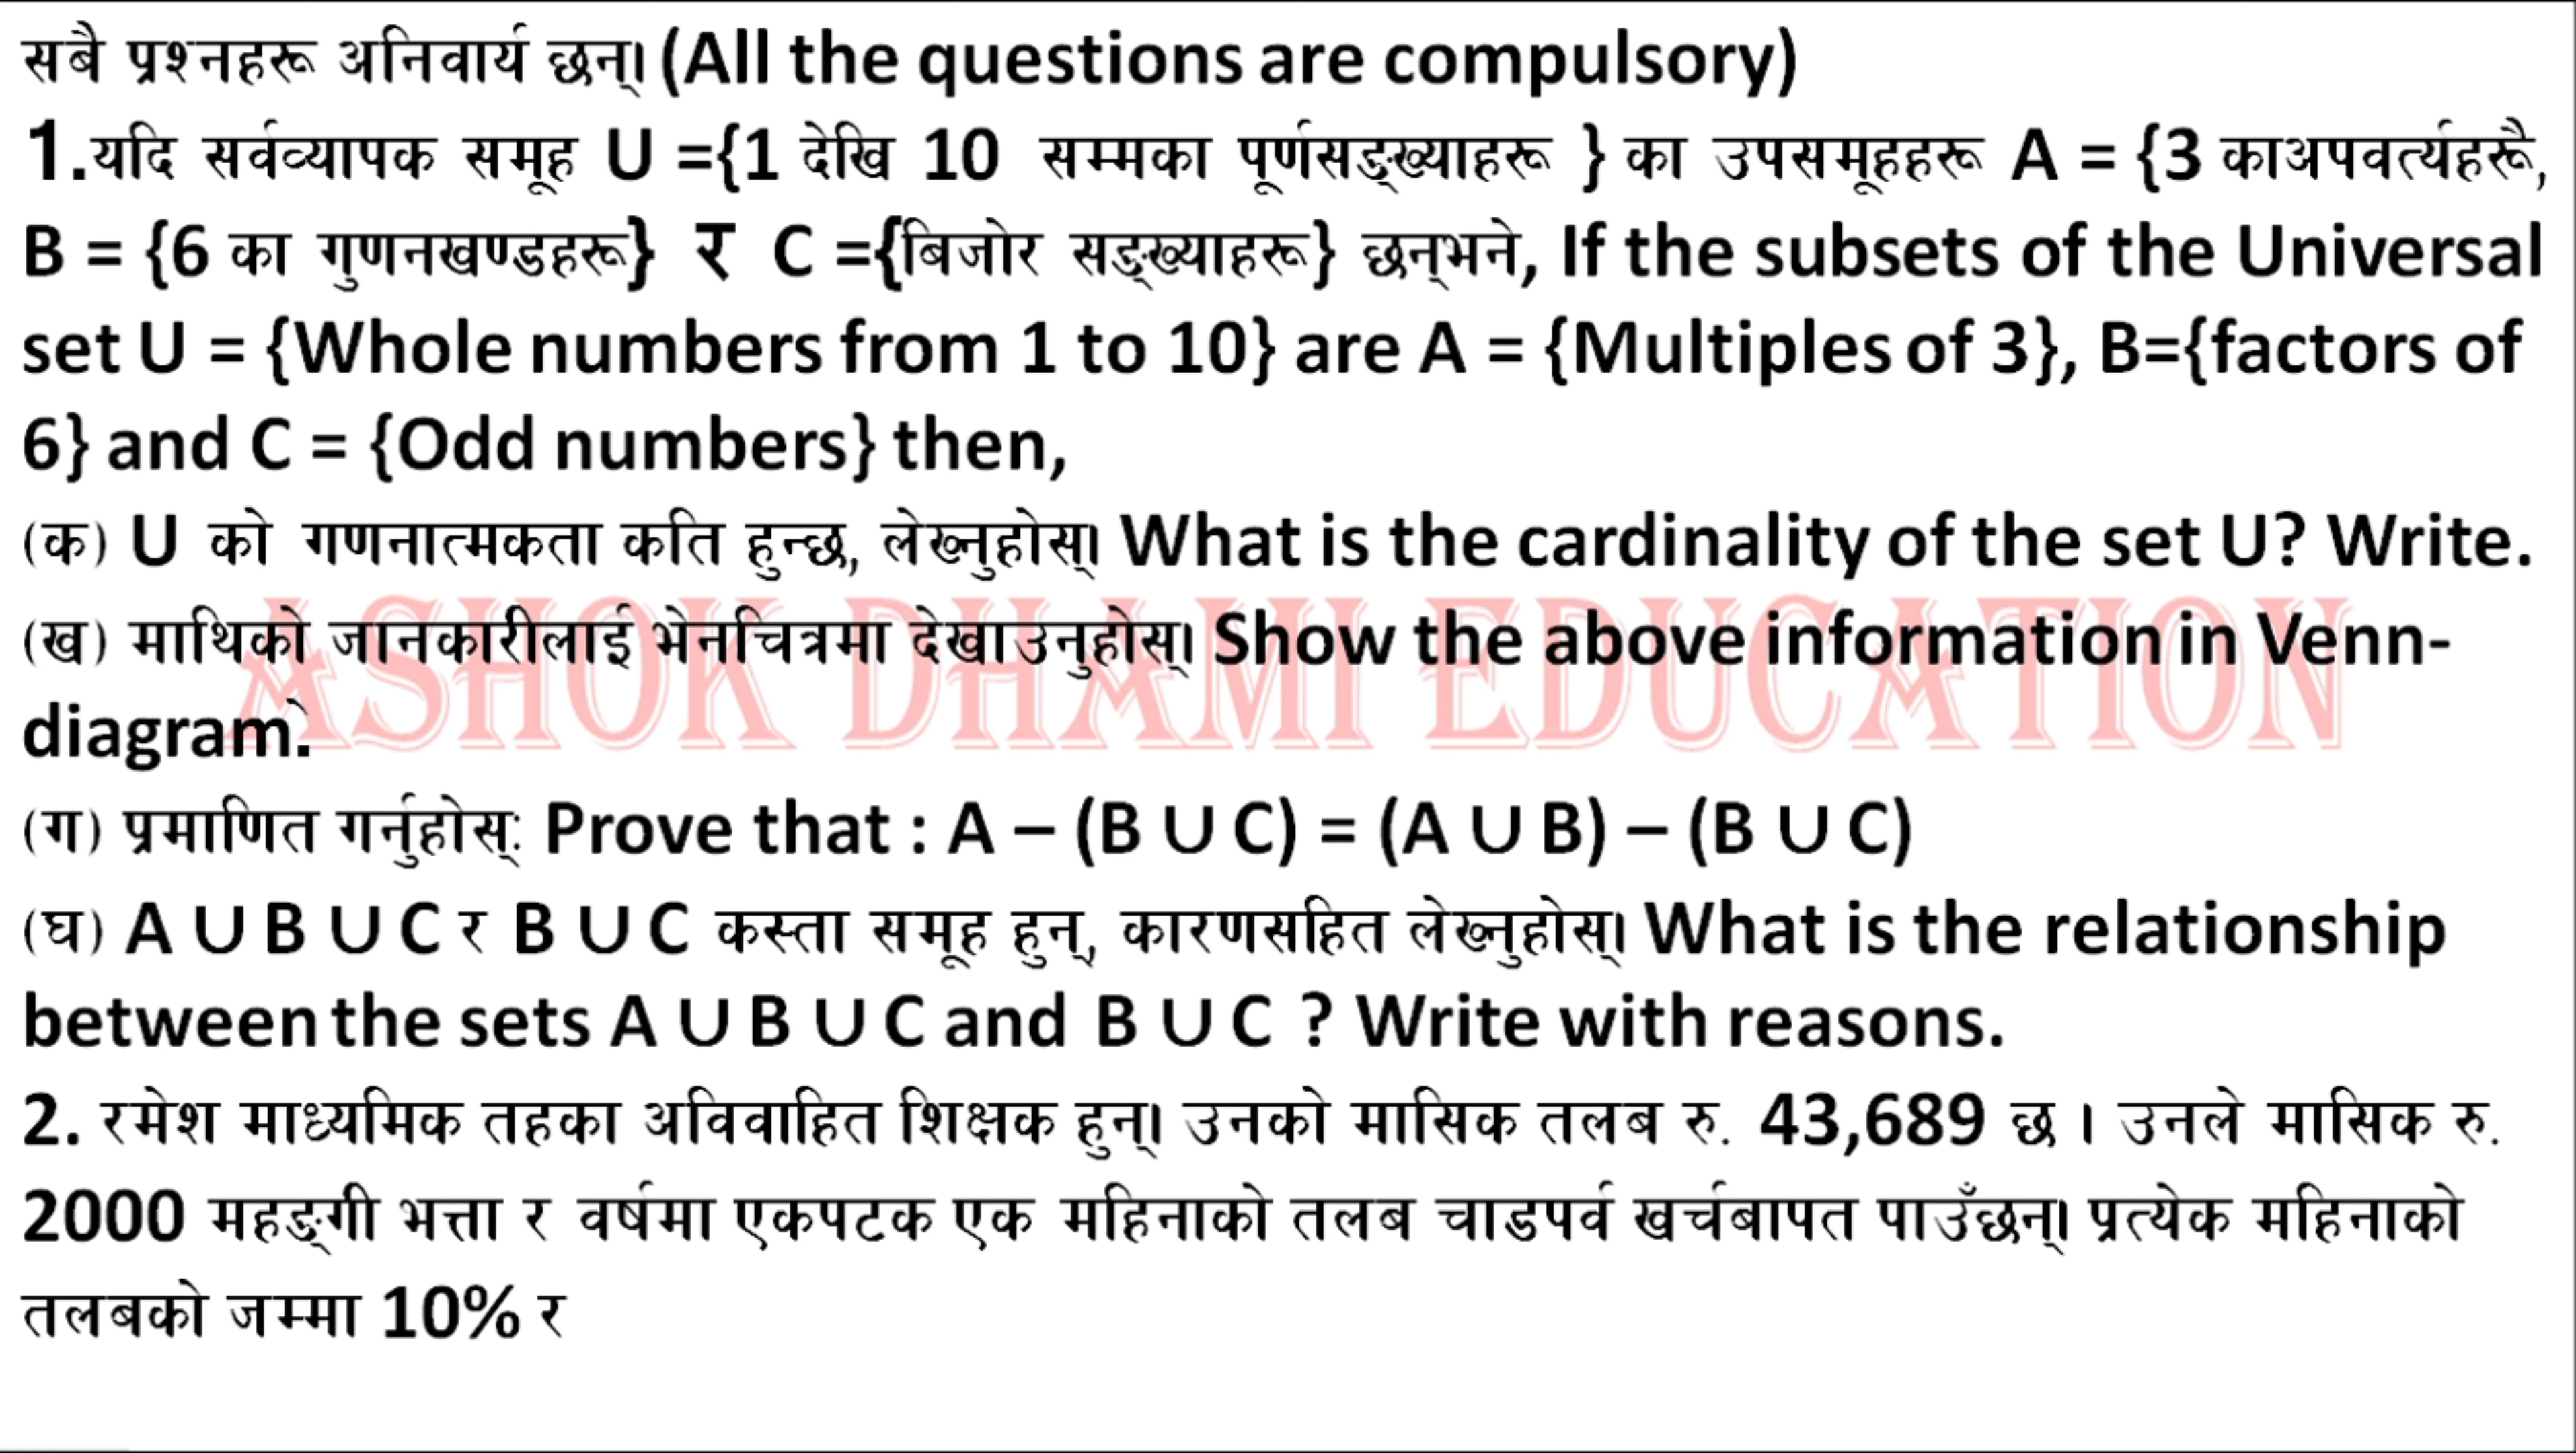 सबै प्रश्नहरू अनिवार्य छन्। (All the questions are compulsory)
1.यदि सर्वव्यापक समूह U ={1 देखि 10 सम्मका पूर्णसङ्ख्याहरू } का उपसमूहहरू A = {3 काअपवर्त्यहरू},
B = {6 का गुणनखण्डहरू} र C ={बिजोर सङ्ख्याहरू} छन्भने, If the subsets of the Universal
set U = {Whole numbers from 1 to 10} are A = {Multiples of 3}, B={factors of
6} and C = {Odd numbers} then,
(क) U को गणनात्मकता कति हुन्छ, लेख्नुहोस्। What is the cardinality of the set U? Write.
(ख) माथिको जानकारीलाई भेनचित्रमा देखाउनुहोस्। Show the above information in Venn-
diagram.
ASHOK DHAMI EDUCATION
(ग) प्रमाणित गर्नुहोस्: Prove that : A – (B ∪ C) = (A ∪ B) – (B ∪ C)
(घ) A ∪ B ∪ C र B ∪ C कस्ता समूह हुन्, कारणसहित लेख्नुहोस्। What is the relationship
between the sets A ∪ B ∪ C and B ∪ C ? Write with reasons.
2. रमेश माध्यमिक तहका अविवाहित शिक्षक हुन्। उनको मासिक तलब रु. 43,689 छ । उनले मासिक रु.
2000 महङ्गी भत्ता र वर्षमा एकपटक एक महिनाको तलब चाडपर्व खर्चबापत पाउँछन्। प्रत्येक महिनाको
तलबको जम्मा 10% र